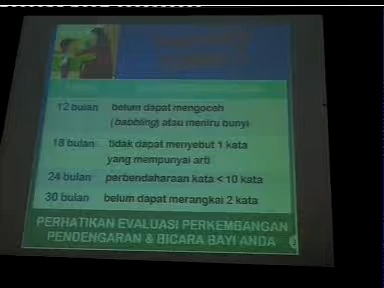 12 bulan belum dapat mengoceh
(babbling) atau meniru bunyi
18 bulan tidak dapat menyebut 1 kata
yang mempunyai arti
24 bulan perbendaharaan kata < 10 kata
30 bulan belum dapat merangkai 2 kata
PERHATIKAN EVALUASI PERKEMBANGAN
PENDENGARAN & BICARA BAYI ANDA